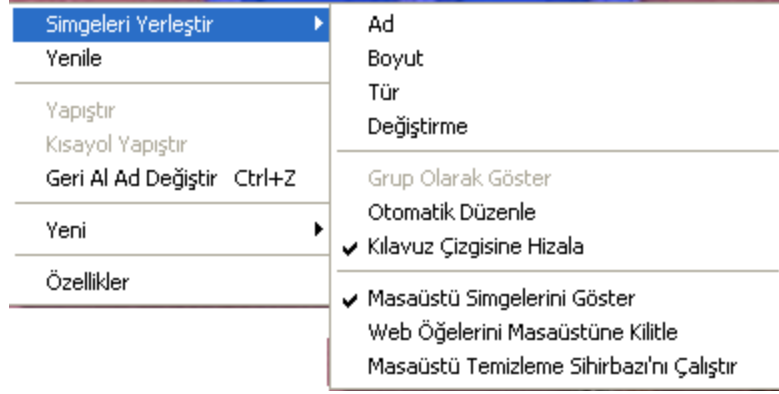 Simgeleri Yerleştir
Yenile
Yapıştır
Kısayol Yapıştır
Geri Al Ad Değiştir Ctrl+Z
Yeni
Özellikler
Ad
Boyut
Tür
Değiştirme
Grup Olarak Göster
Otomatik Düzenle
Kılavuz Çizgisine Hizala
Masaüstü Simgelerini Göster
Web Öğelerini Masaüstüne Kilitle
Masaüstü Temizleme Sihirbazı'nı Çalıştır